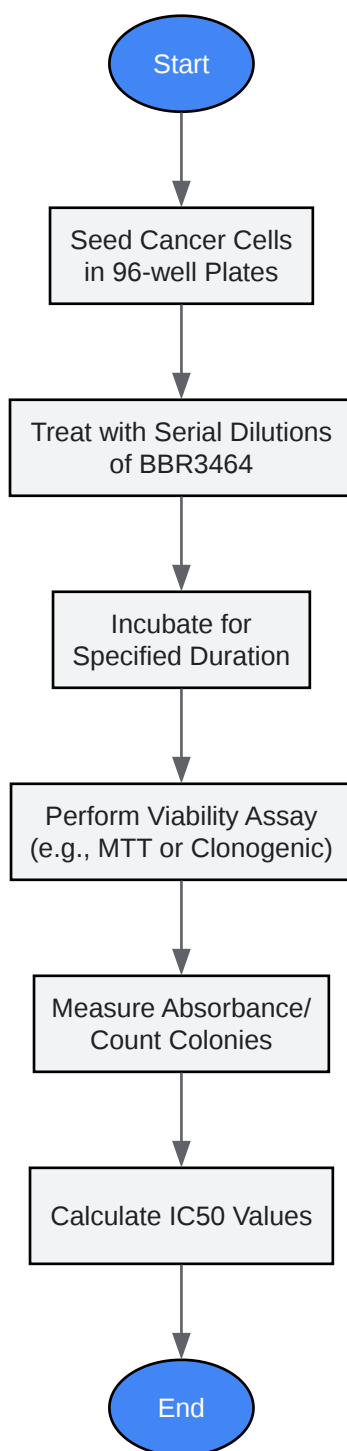 Start
Seed Cancer Cells
in 96-well Plates
Treat with Serial Dilutions
of BBR3464
Incubate for
Specified Duration
Perform Viability Assay
(e.g., MTT or Clonogenic)
Measure Absorbance/
Count Colonies
Calculate IC50 Values
End